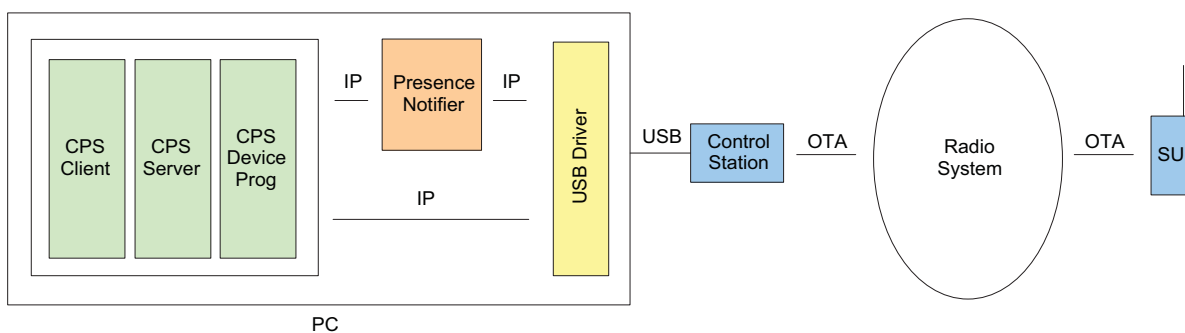 CPS
Client
CPS
Server
CPS
Device
Prog
IP
Presence
Notifier
IP
IP
USB Driver
USB
Control
Station
OTA
Radio
System
OTA
SU
PC